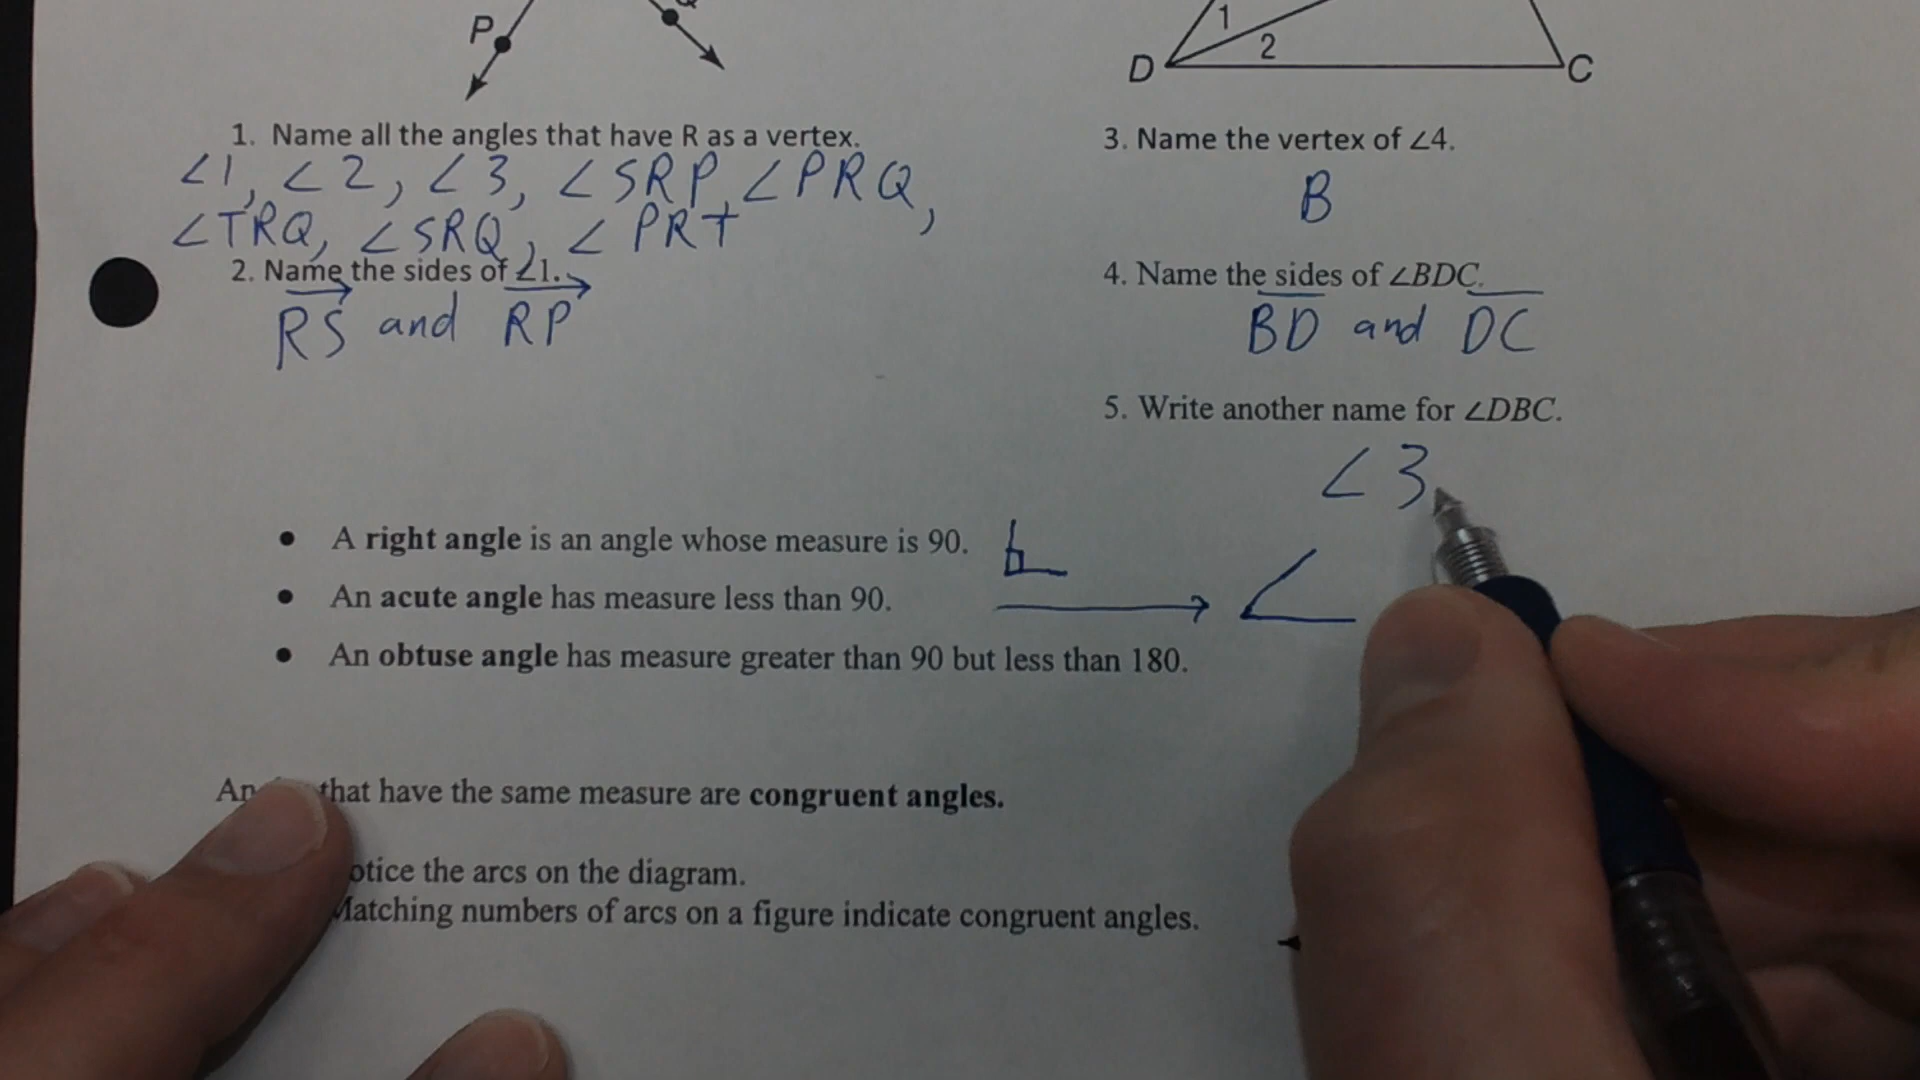 P
1
2
D
C
1. Name all the angles that have R as a vertex.
∠1, ∠2, ∠3, ∠SRP, ∠PRQ,
∠TRQ, ∠SRQ, ∠PRT
2. Name the sides of ∠1.
RS and RP
3. Name the vertex of ∠4.
B
4. Name the sides of ∠BDC.
BD and DC
5. Write another name for ∠DBC.
∠3
• A right angle is an angle whose measure is 90.
• An acute angle has measure less than 90.
• An obtuse angle has measure greater than 90 but less than 180.
that have the same measure are congruent angles.
the arcs on the diagram.
numbers of arcs on a figure indicate congruent angles.